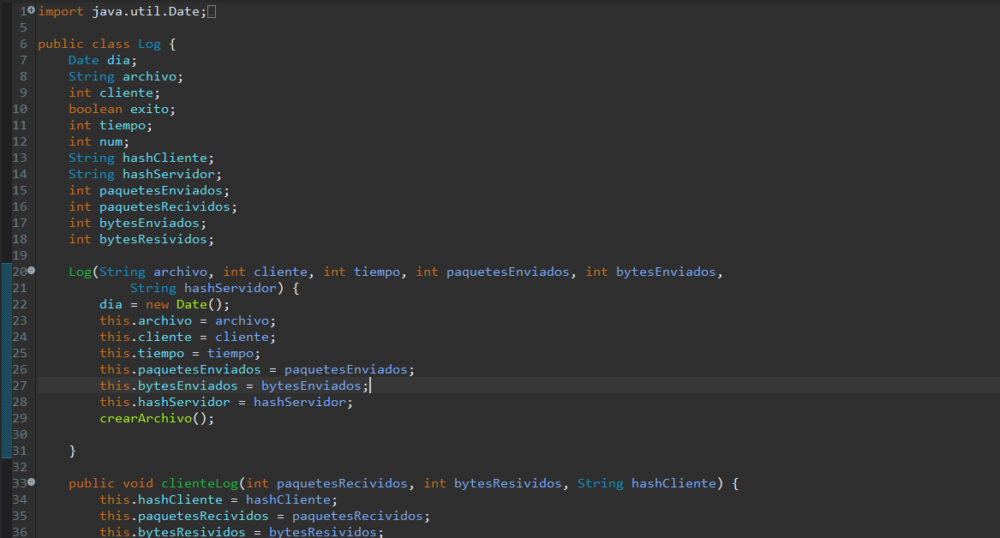 1 import java.util.Date;
5
6 public class Log {
7     Date dia;
8     String archivo;
9     int cliente;
10     boolean exito;
11     int tiempo;
12     int num;
13     String hashCliente;
14     String hashServidor;
15     int paquetesEnviados;
16     int paquetesRecividos;
17     int bytesEnviados;
18     int bytesResividos;
19
20     Log(String archivo, int cliente, int tiempo, int paquetesEnviados, int bytesEnviados,
21             String hashServidor) {
22         dia = new Date();
23         this.archivo = archivo;
24         this.cliente = cliente;
25         this.tiempo = tiempo;
26         this.paquetesEnviados = paquetesEnviados;
27         this.bytesEnviados = bytesEnviados;
28         this.hashServidor = hashServidor;
29         crearArchivo();
30
31     }
32
33     public void clienteLog(int paquetesRecividos, int bytesResividos, String hashCliente) {
34         this.hashCliente = hashCliente;
35         this.paquetesRecividos = paquetesRecividos;
36         this.bytesResividos = bytesResividos;